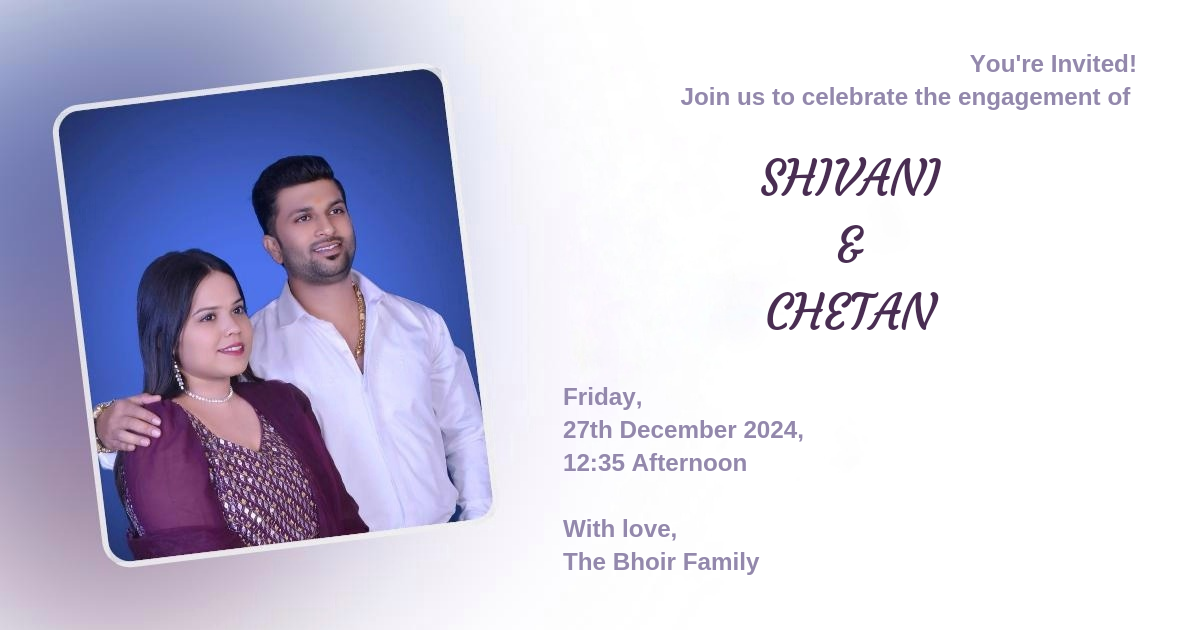 You're Invited!
Join us to celebrate the engagement of
SHIVANI
&
CHETAN
Friday,
27th December 2024,
12:35 Afternoon
With love,
The Bhoir Family